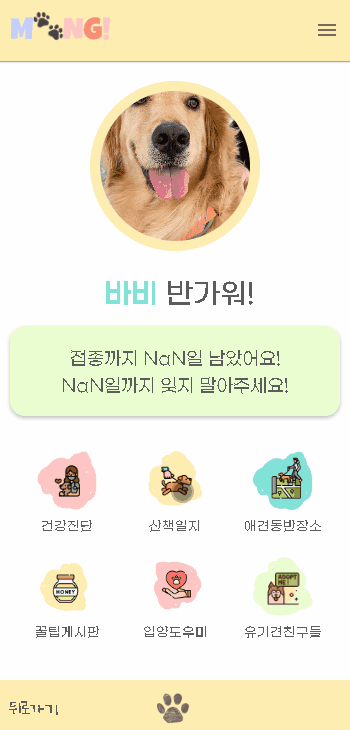 M NG!
바비 반가워!
접종까지 NaN일 남았어요!
NaN일까지 잊지 말아주세요!
건강진단 산책일지 애견동반장소
HONEY ADOPT ME!
꿀팁게시판 입양도우미 유기견친구들
뒤로가기